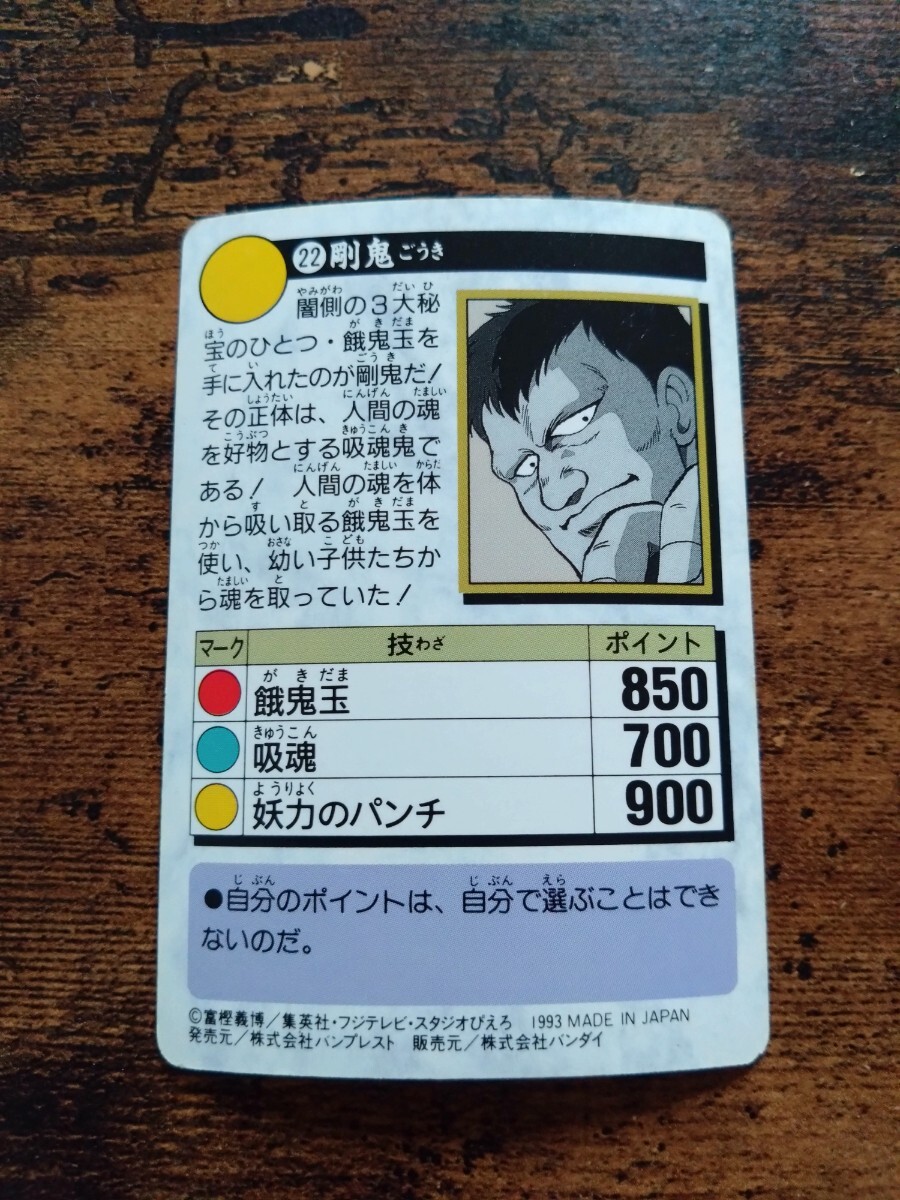 22 剛鬼 ごうき
やみがわ だいひ
闇側の3大秘
ほう がきだま
宝のひとつ・餓鬼玉を
て い ごうき
手に入れたのが剛鬼だ!
しょうたい にんげん たましい
その正体は、人間の魂
こうぶつ きゅうこんき
を好物とする吸魂鬼で
にんげん たましい からだ
ある! 人間の魂を体
す と がきだま
から吸い取る餓鬼玉を
つか おさな こども
使い、幼い子供たちか
たましい と
ら魂を取っていた!
マーク 技わざ ポイント
がきだま
餓鬼玉 850
きゅうこん
吸魂 700
ようりょく
妖力のパンチ 900
じぶん じぶん えら
●自分のポイントは、自分で選ぶことはでき
ないのだ。
©富樫義博/集英社・フジテレビ・スタジオぴえろ 1993 MADE IN JAPAN
発売元/株式会社バンプレスト 販売元/株式会社バンダイ